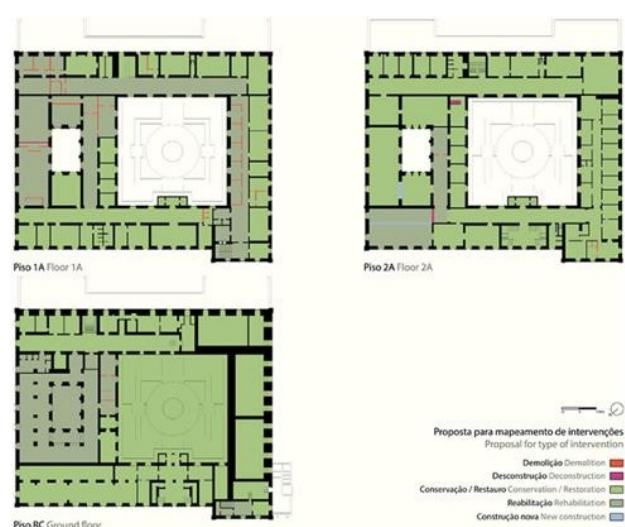 Piso 1A Floor 1A
Piso 2A Floor 2A
Piso RC Ground floor
Proposta para mapeamento de intervenções
Proposal for type of intervention
Demolição Demolition
Desconstrução Deconstruction
Conservação / Restauro Conservation / Restoration
Reabilitação Rehabilitation
Construção nova New construction